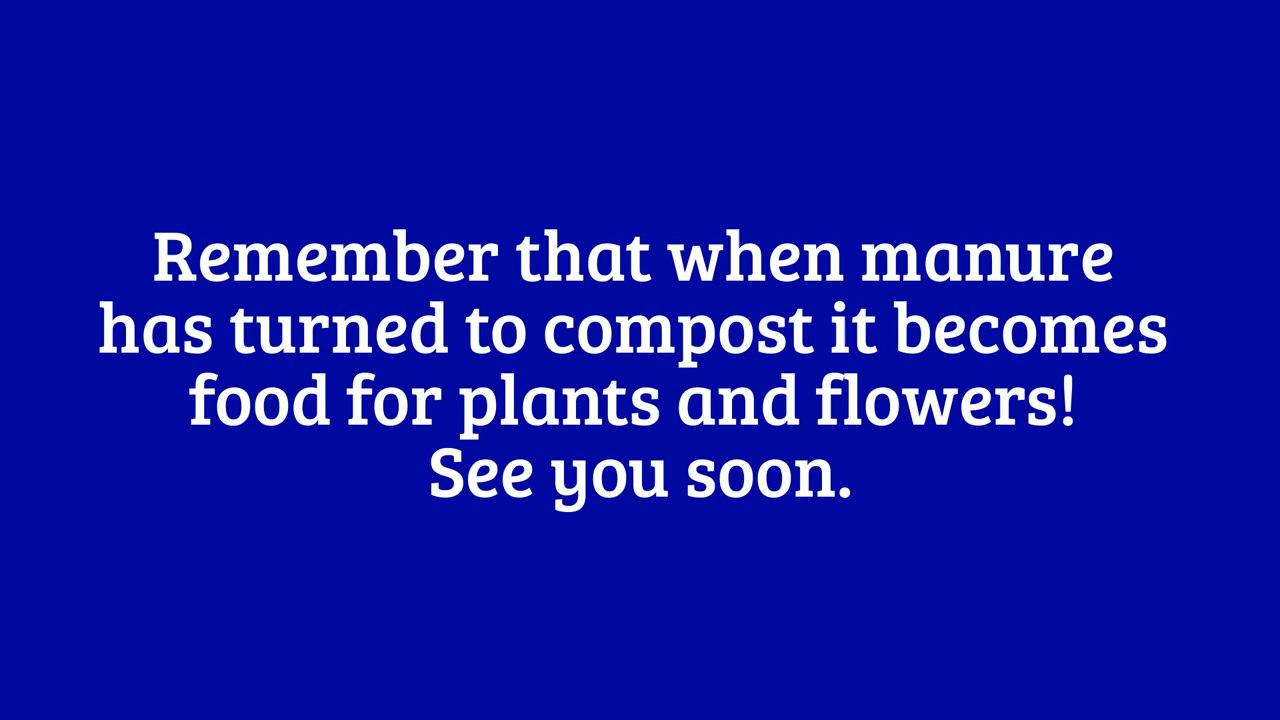 Remember that when manure
has turned to compost it becomes
food for plants and flowers!
See you soon.